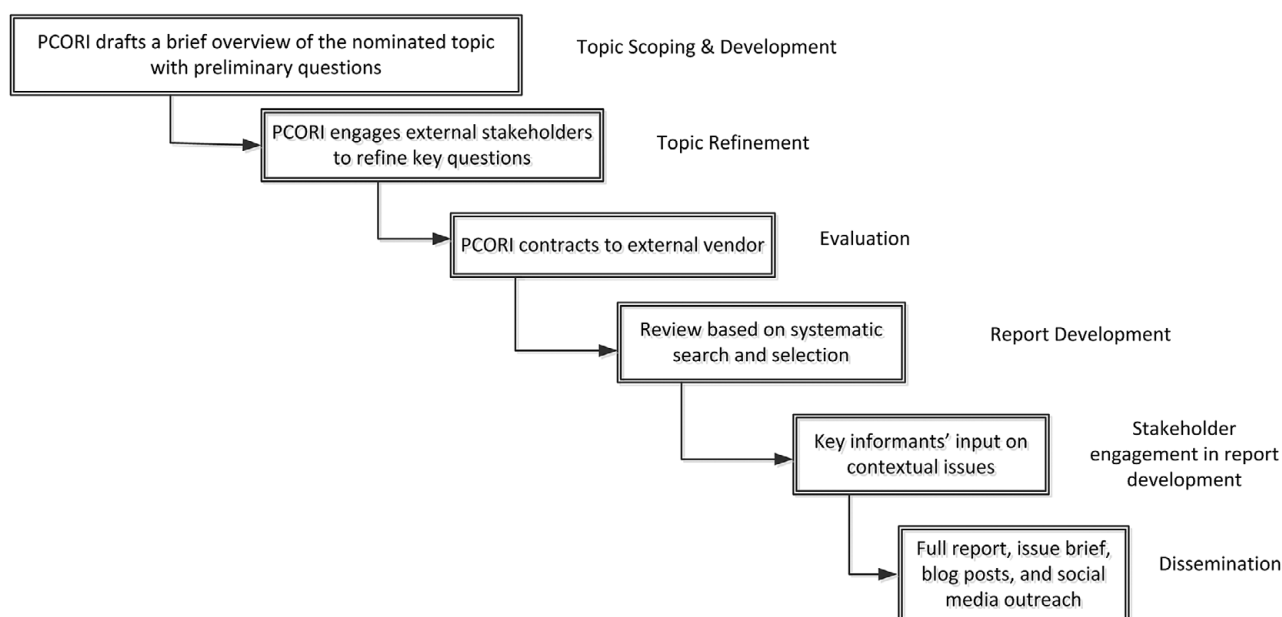 PCORI drafts a brief overview of the nominated topic
with preliminary questions
Topic Scoping & Development
PCORI engages external stakeholders
to refine key questions
Topic Refinement
PCORI contracts to external vendor
Evaluation
Review based on systematic
search and selection
Report Development
Key informants’ input on
contextual issues
Stakeholder
engagement in report
development
Full report, issue brief,
blog posts, and social
media outreach
Dissemination